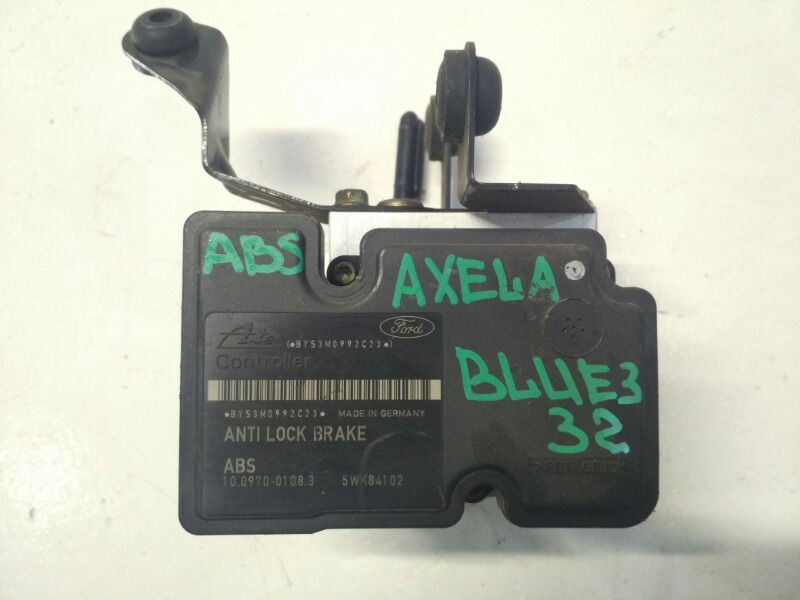 ABS
AXELA
Ate
(*BYS3M0992C23*)
Ford
Controller
*BYS3M0992C23* MADE IN GERMANY
ANTI LOCK BRAKE
ABS
10.0970-0108.3 5WK84102
BL4E3
32